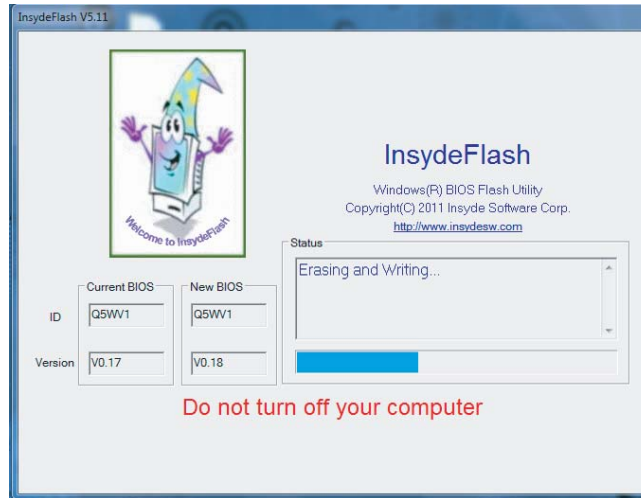 InsydeFlash V5.11
Welcome to InsydeFlash
InsydeFlash
Windows(R) BIOS Flash Utility
Copyright(C) 2011 Insyde Software Corp.
http://www.insydesw.com
Status
Erasing and Writing...
Current BIOS
New BIOS
ID
Q5WV1
Q5WV1
Version
V0.17
V0.18
Do not turn off your computer